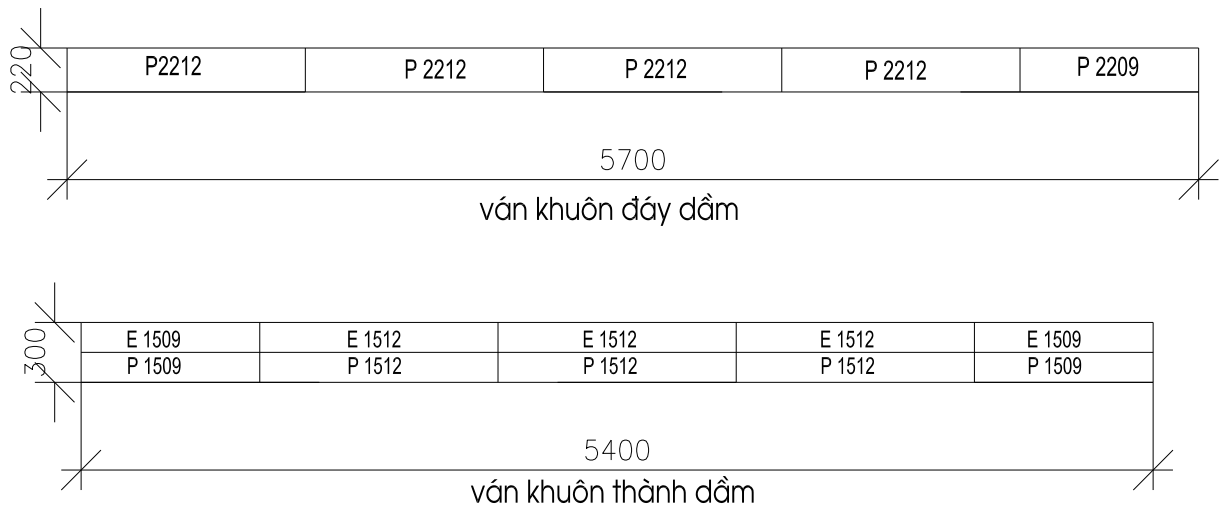 220
P2212 P 2212 P 2212 P 2212 P 2209
5700
ván khuôn đáy dầm
300
E 1509 E 1512 E 1512 E 1512 E 1509
P 1509 P 1512 P 1512 P 1512 P 1509
5400
ván khuôn thành dầm